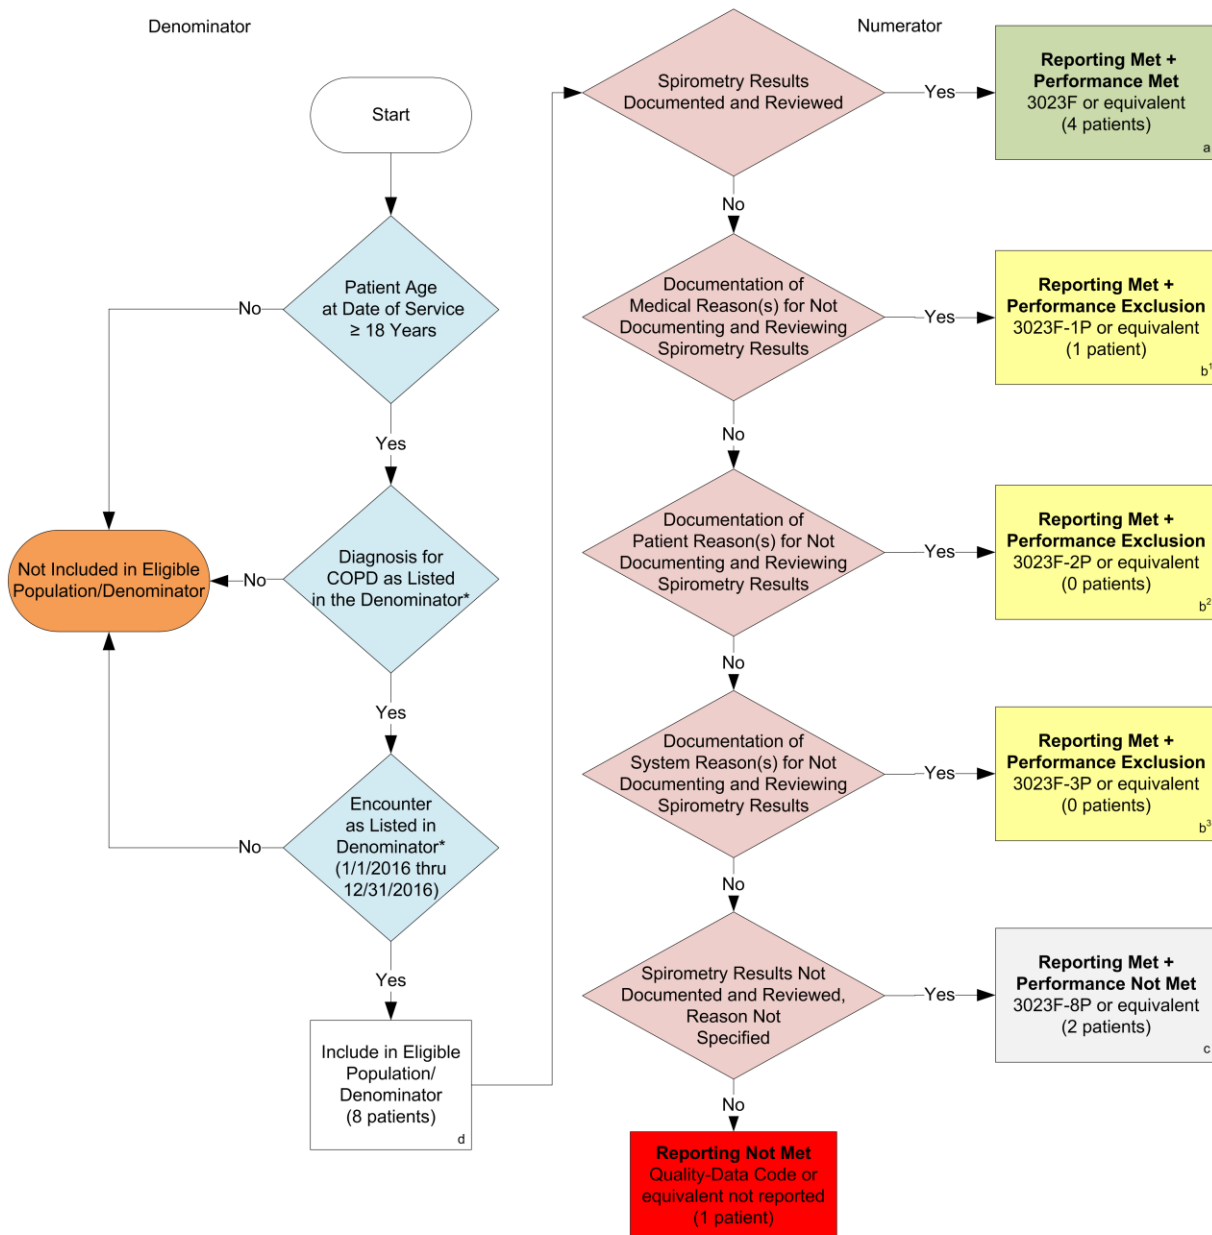 Denominator
Numerator
Start
Patient Age
at Date of Service
≥ 18 Years
No
Yes
Diagnosis for
COPD as Listed
in the Denominator*
No
Not Included in Eligible
Population/Denominator
Yes
Encounter
as Listed in
Denominator*
(1/1/2016 thru
12/31/2016)
No
Yes
Include in Eligible
Population/
Denominator
(8 patients)
d
Spirometry Results
Documented and Reviewed
Yes
Reporting Met +
Performance Met
3023F or equivalent
(4 patients)
a
No
Documentation of
Medical Reason(s) for Not
Documenting and Reviewing
Spirometry Results
Yes
Reporting Met +
Performance Exclusion
3023F-1P or equivalent
(1 patient)
b¹
No
Documentation of
Patient Reason(s) for Not
Documenting and Reviewing
Spirometry Results
Yes
Reporting Met +
Performance Exclusion
3023F-2P or equivalent
(0 patients)
b²
No
Documentation of
System Reason(s) for Not
Documenting and Reviewing
Spirometry Results
Yes
Reporting Met +
Performance Exclusion
3023F-3P or equivalent
(0 patients)
b³
No
Spirometry Results Not
Documented and Reviewed,
Reason Not
Specified
Yes
Reporting Met +
Performance Not Met
3023F-8P or equivalent
(2 patients)
c
No
Reporting Not Met
Quality-Data Code or
equivalent not reported
(1 patient)